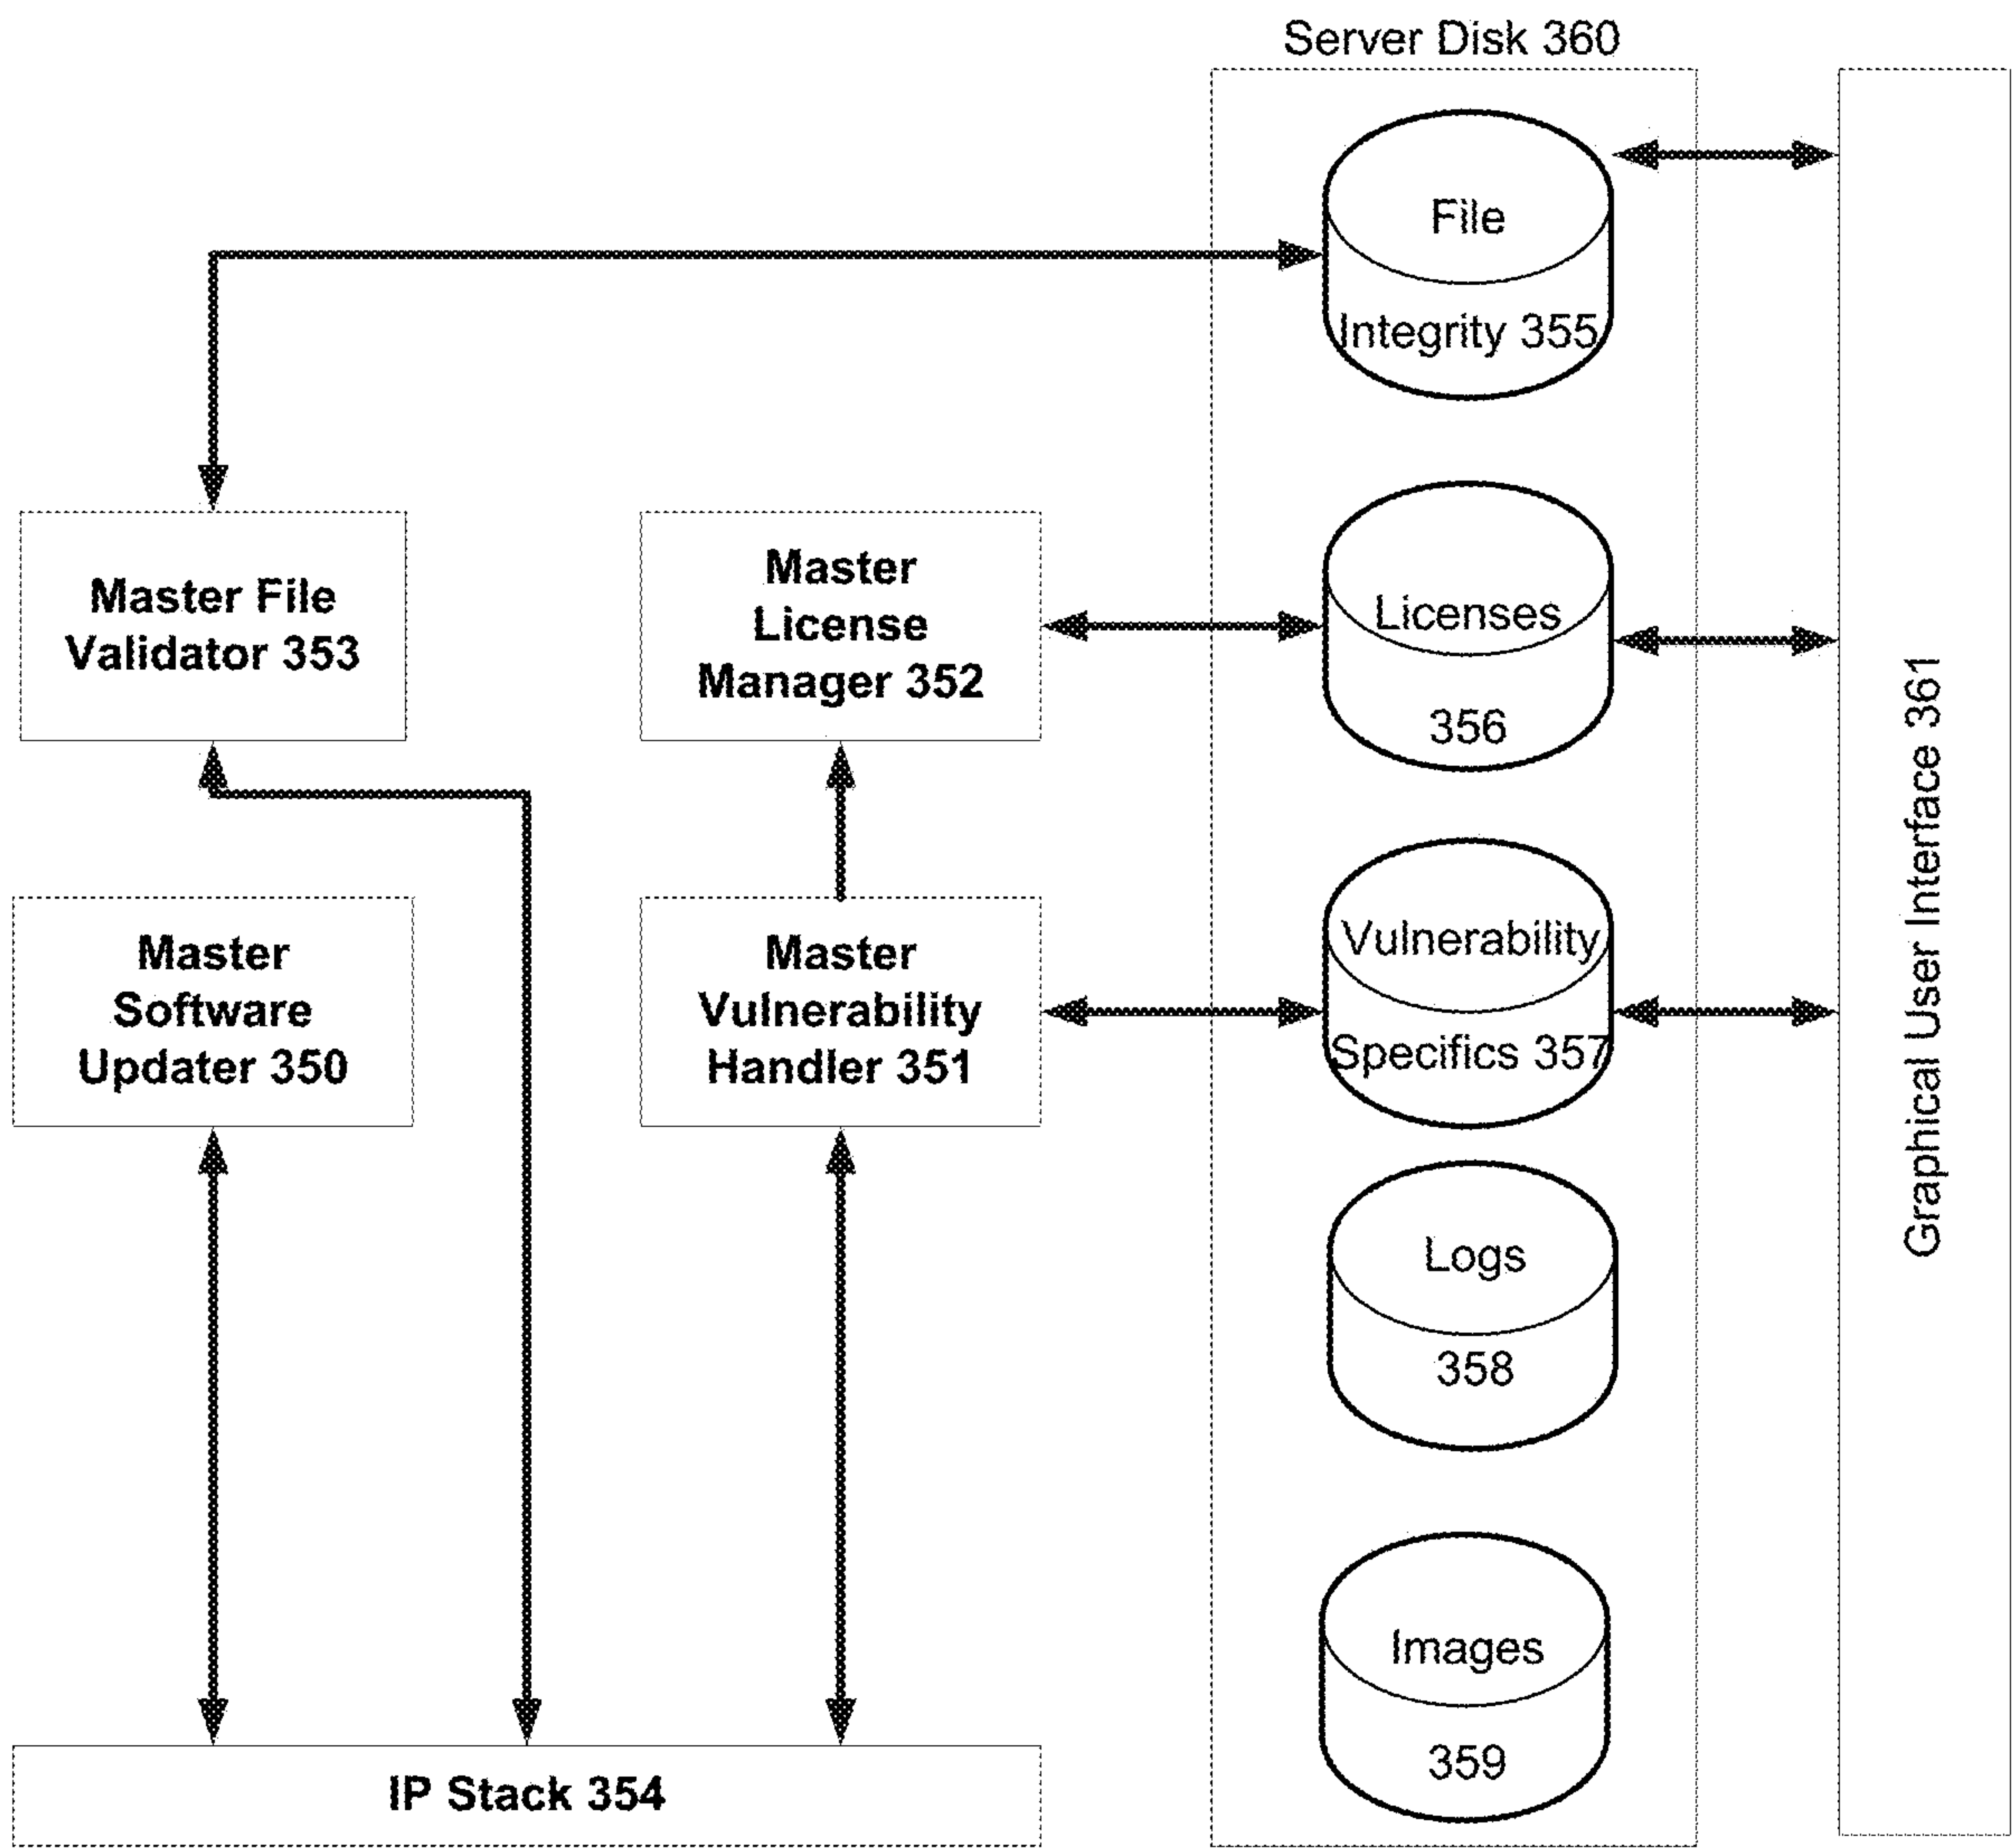 Server Disk 360
File
Integrity 355
Master File
Validator 353
Master
License
Manager 352
Licenses
356
Master
Software
Updater 350
Master
Vulnerability
Handler 351
Vulnerability
Specifics 357
Logs
358
Images
359
IP Stack 354
Graphical User Interface 361